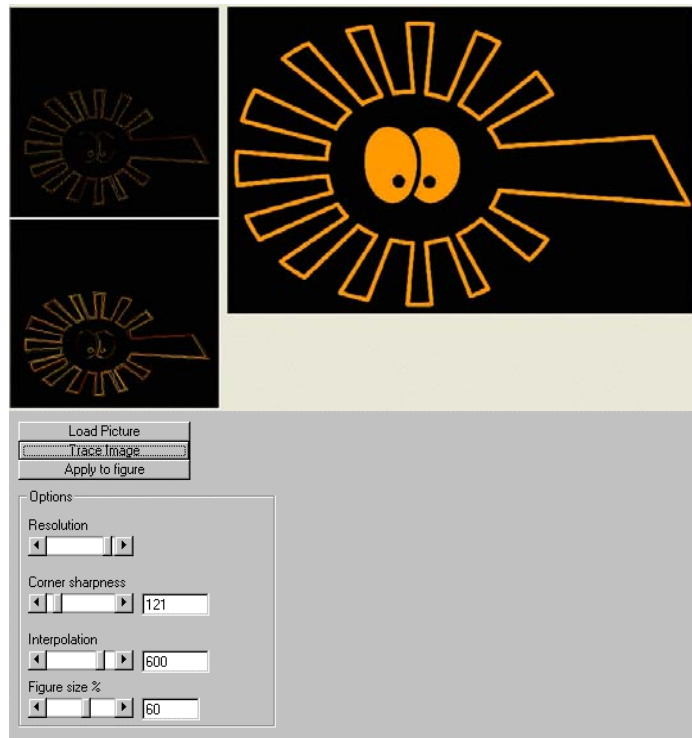 Load Picture
Trace Image
Apply to figure
Options
Resolution
Corner sharpness
121
Interpolation
600
Figure size %
60